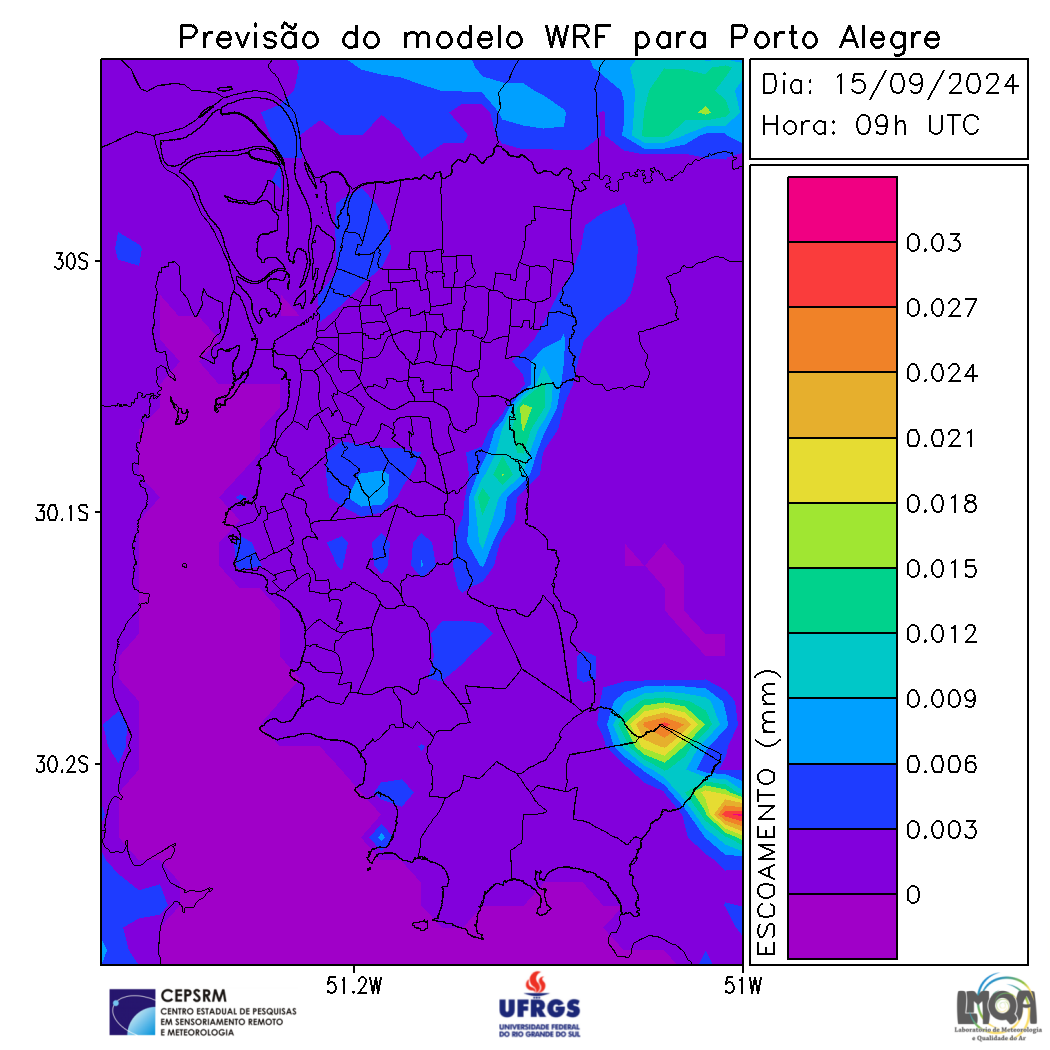 Previsão do modelo WRF para Porto Alegre
Dia: 15/09/2024
Hora: 09h UTC
0.03
0.027
0.024
0.021
0.018
0.015
0.012
0.009
0.006
0.003
0
ESCOAMENTO (mm)
30S
30.1S
30.2S
51.2W
51W
CEPSRM
CENTRO ESTADUAL DE PESQUISAS
EM SENSORIAMENTO REMOTO
E METEOROLOGIA
UFRGS
UNIVERSIDADE FEDERAL
DO RIO GRANDE DO SUL
LMQA
Laboratório de Meteorologia
e Qualidade do Ar